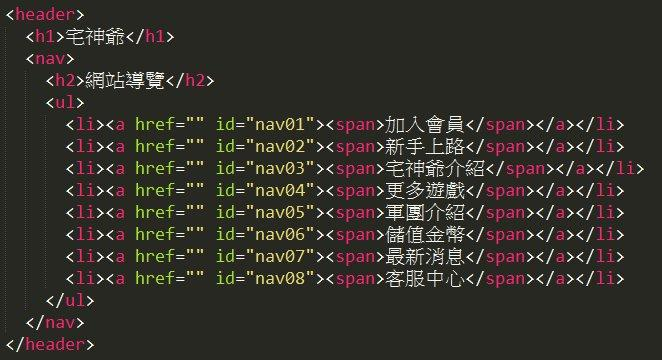 <header>
<h1>宅神爺</h1>
<nav>
<h2>網站導覽</h2>
<ul>
<li><a href="" id="nav01"><span>加入會員</span></a></li>
<li><a href="" id="nav02"><span>新手上路</span></a></li>
<li><a href="" id="nav03"><span>宅神爺介紹</span></a></li>
<li><a href="" id="nav04"><span>更多遊戲</span></a></li>
<li><a href="" id="nav05"><span>軍團介紹</span></a></li>
<li><a href="" id="nav06"><span>儲值金幣</span></a></li>
<li><a href="" id="nav07"><span>最新消息</span></a></li>
<li><a href="" id="nav08"><span>客服中心</span></a></li>
</ul>
</nav>
</header>